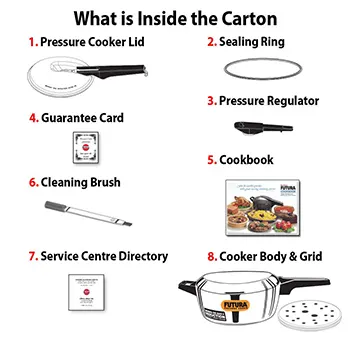 What is Inside the Carton
1. Pressure Cooker Lid
2. Sealing Ring
3. Pressure Regulator
4. Guarantee Card
5. Cookbook
FUTURA
6. Cleaning Brush
7. Service Centre Directory
8. Cooker Body & Grid
FUTURA